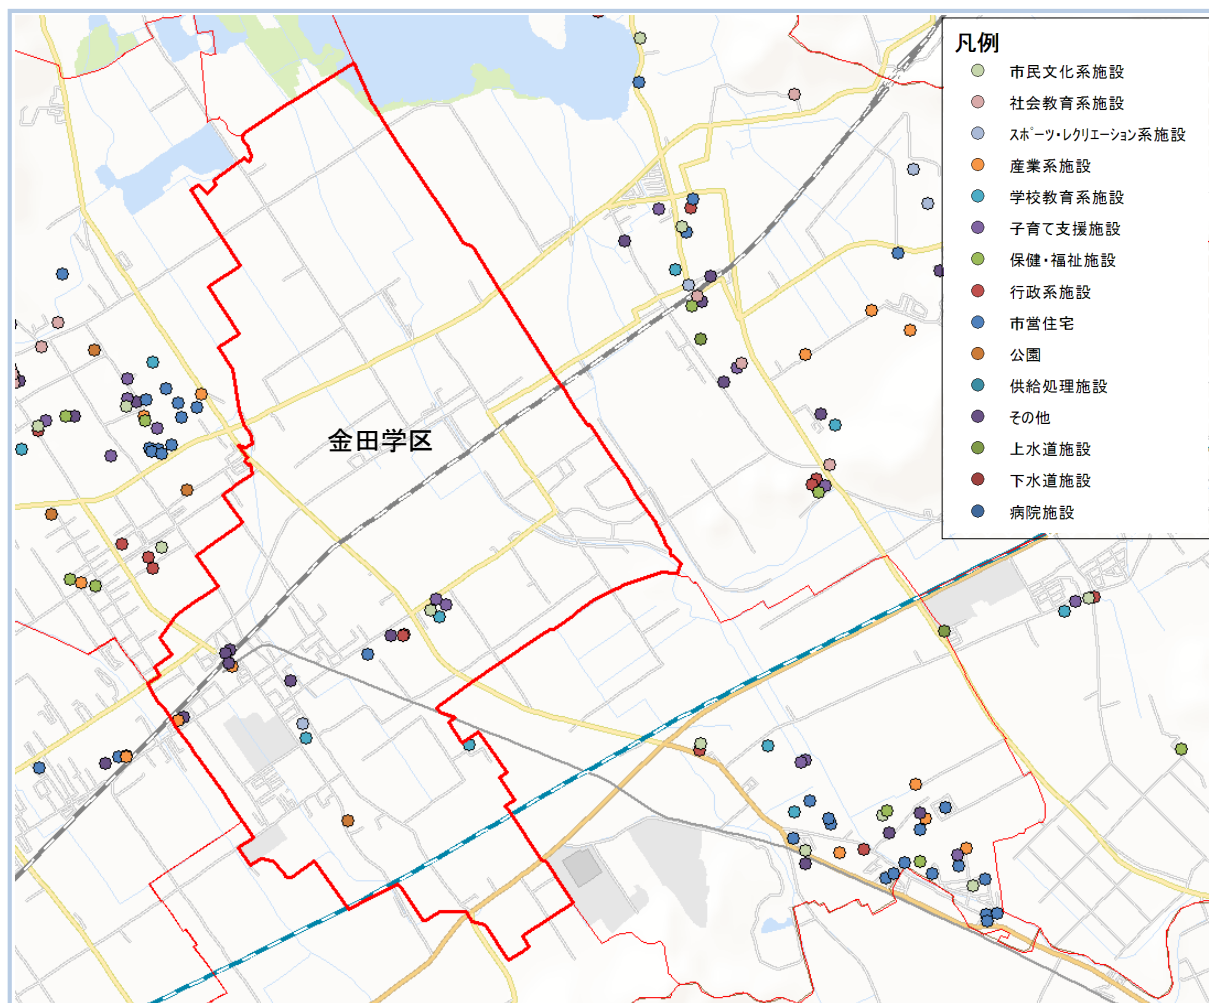 凡例
市民文化系施設
社会教育系施設
ｽﾎﾟｰﾂ・ﾚｸﾘｴｰｼｮﾝ系施設
産業系施設
学校教育系施設
子育て支援施設
保健・福祉施設
行政系施設
市営住宅
公園
供給処理施設
その他
上水道施設
下水道施設
病院施設
金田学区